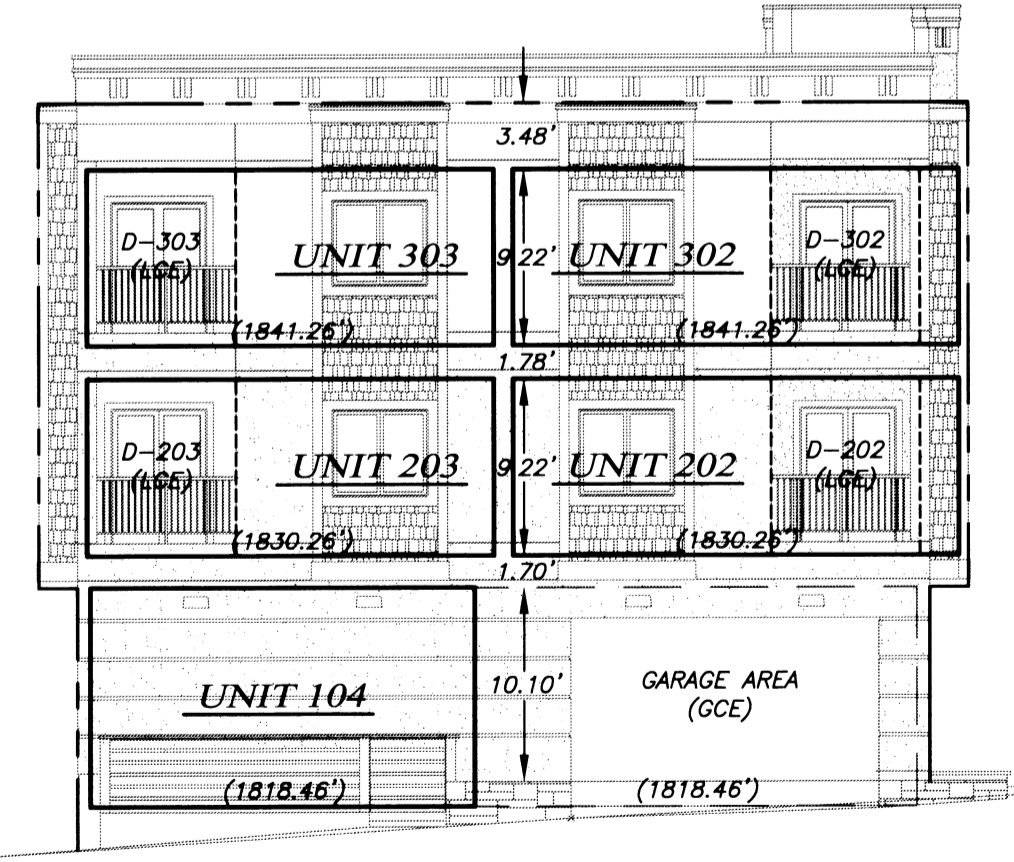 3.48'
D-303
(LCE)
UNIT 303
9.22'
UNIT 302
D-302
(LCE)
(1841.26')
(1841.26')
1.78'
D-203
(LCE)
UNIT 203
9.22'
UNIT 202
D-202
(LCE)
(1830.26')
(1830.26')
1.70'
UNIT 104
10.10'
GARAGE AREA
(GCE)
(1818.46')
(1818.46')